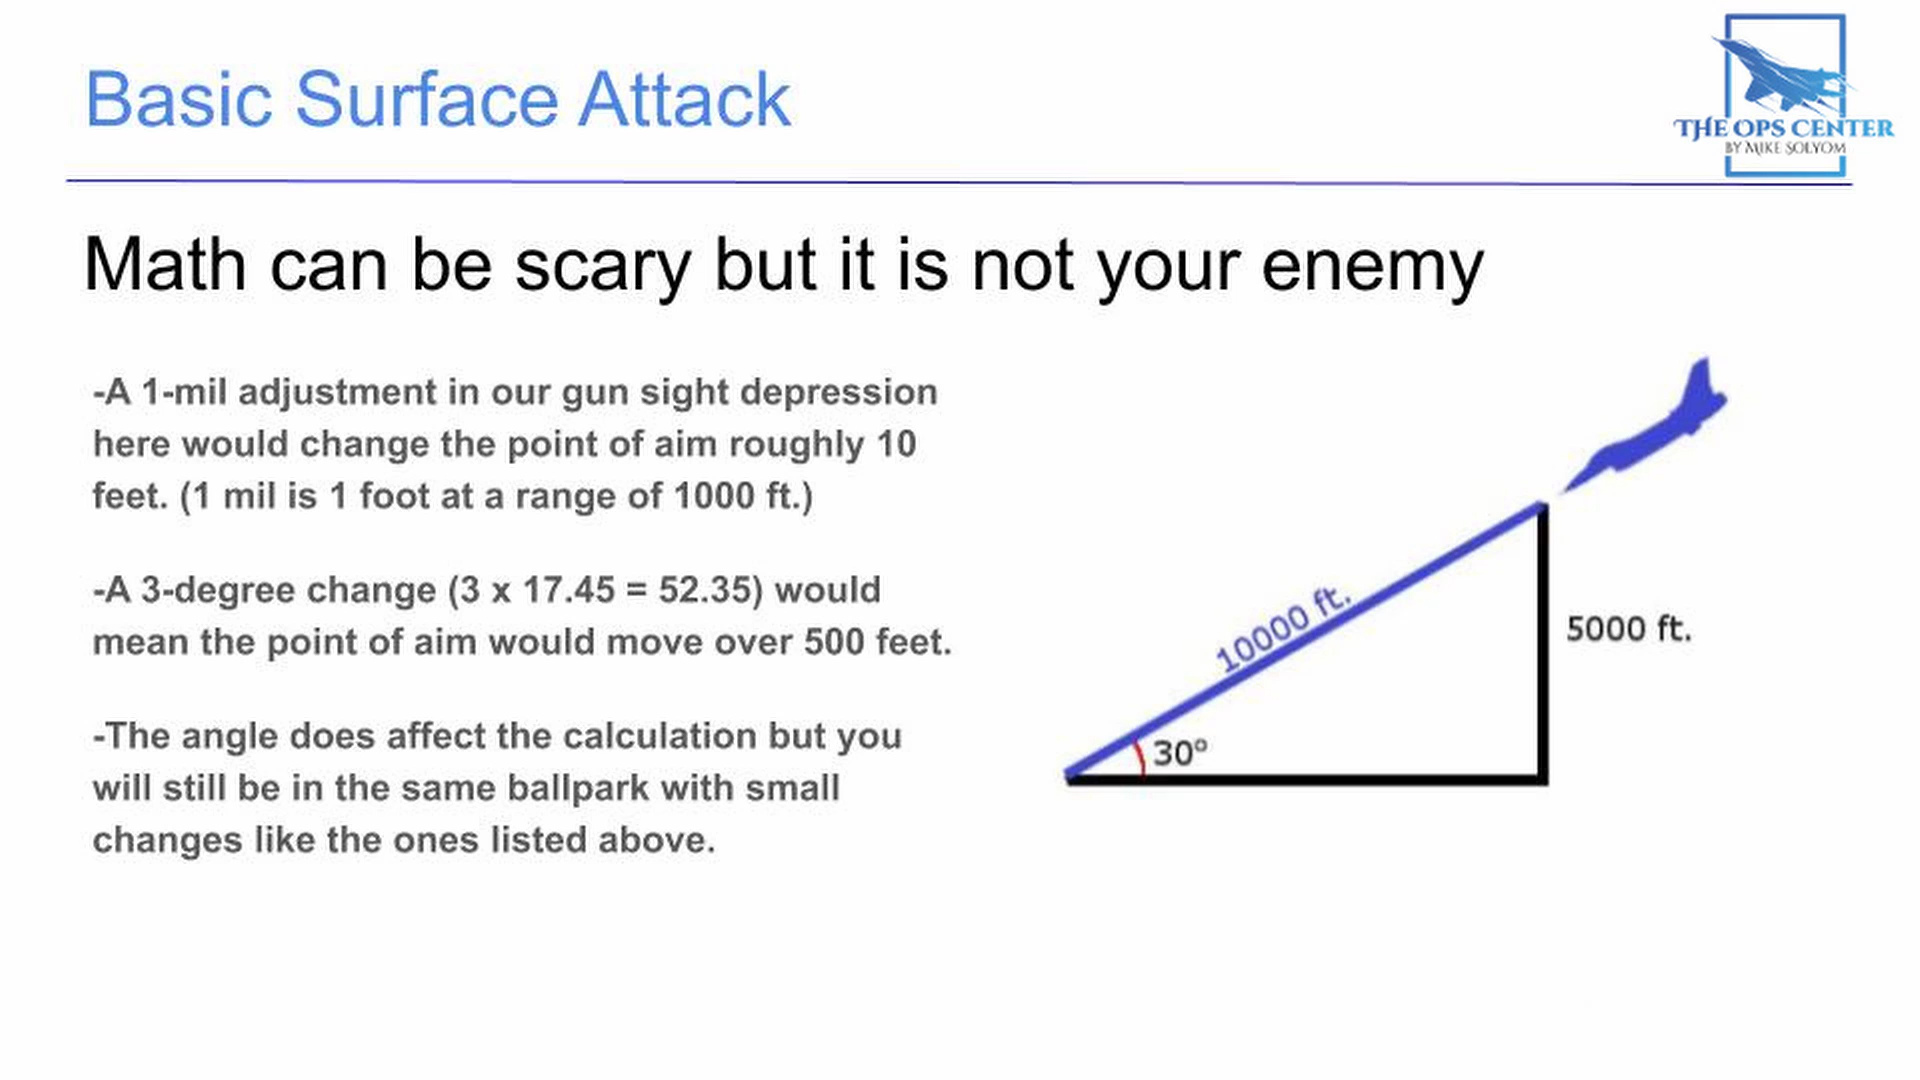 Basic Surface Attack
THE OPS CENTER
BY MIKE SOLYOM
Math can be scary but it is not your enemy
-A 1-mil adjustment in our gun sight depression
here would change the point of aim roughly 10
feet. (1 mil is 1 foot at a range of 1000 ft.)
-A 3-degree change (3 x 17.45 = 52.35) would
mean the point of aim would move over 500 feet.
-The angle does affect the calculation but you
will still be in the same ballpark with small
changes like the ones listed above.
10000 ft.
5000 ft.
30º